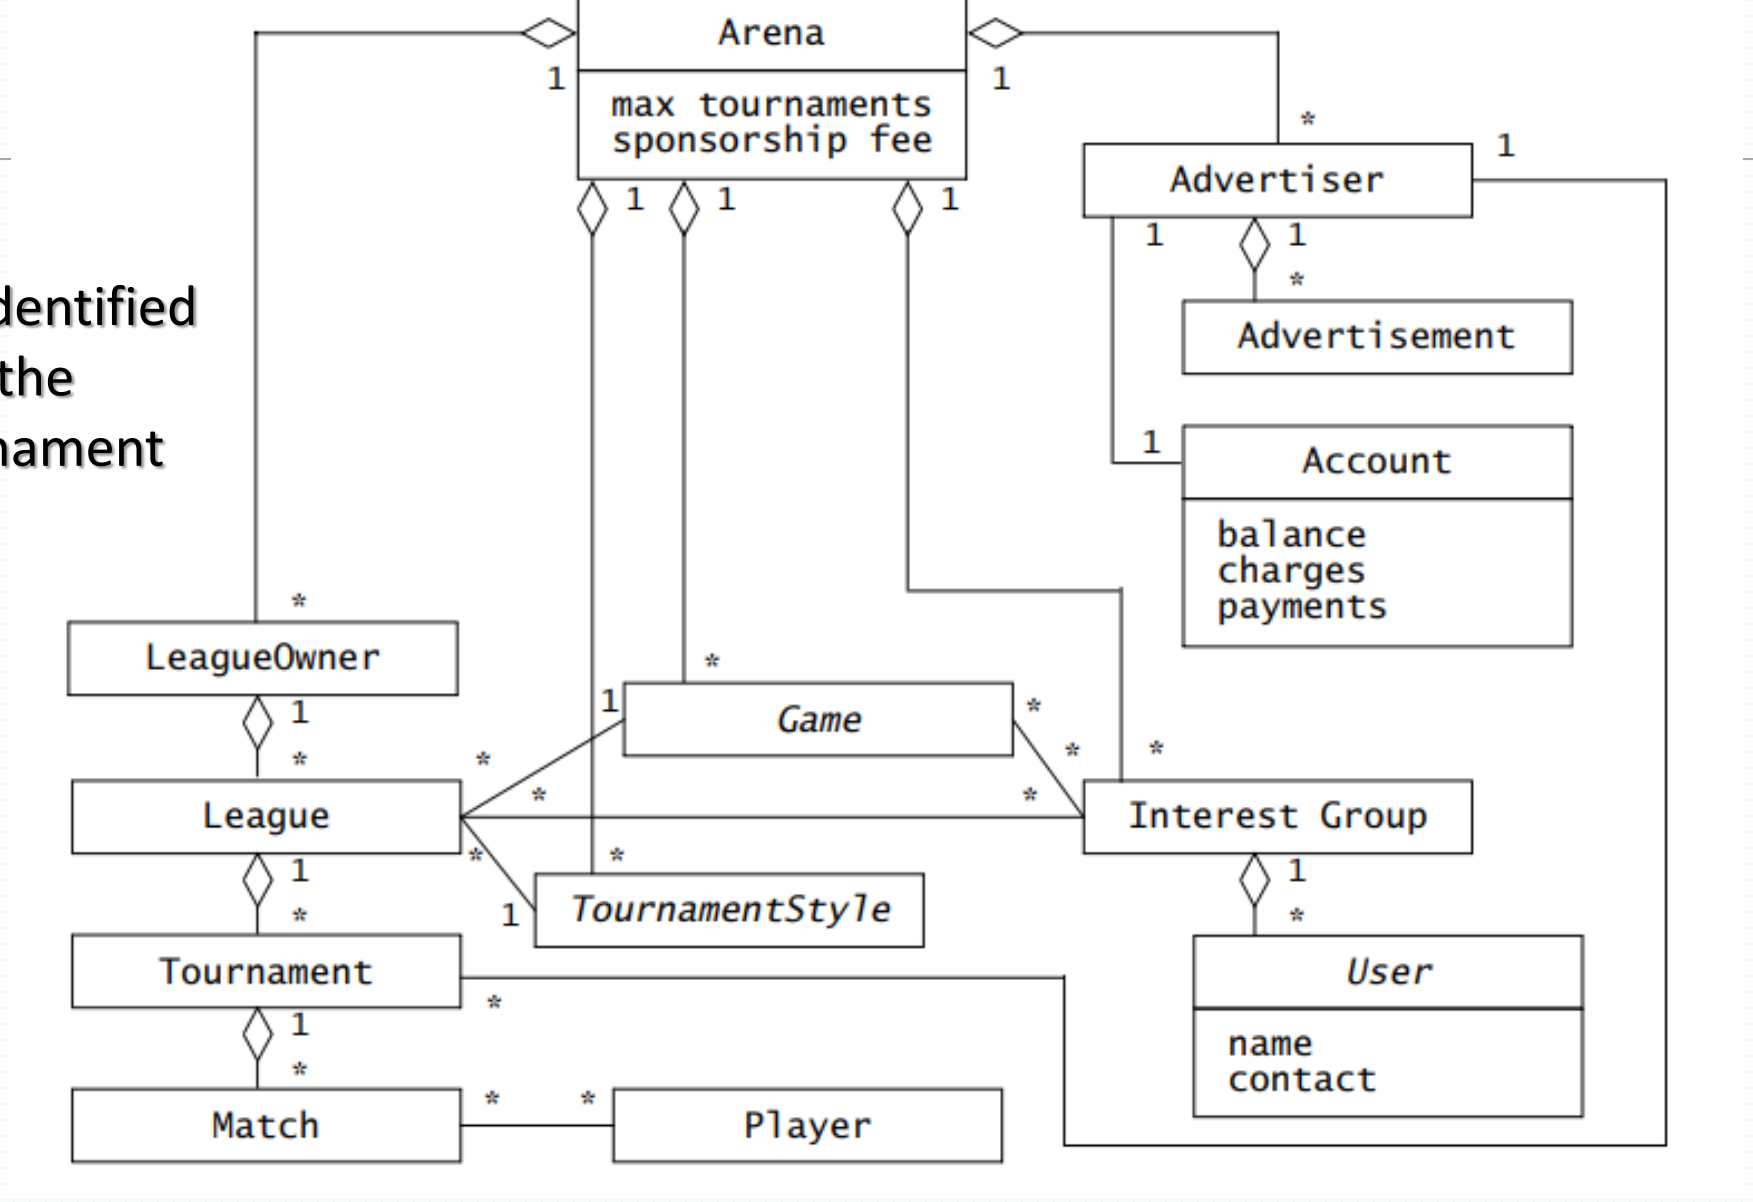 Arena
1
1
max tournaments
sponsorship fee
*
1
Advertiser
1
1
1
1
1
*
Advertisement
dentified
the
nament
1
Account
balance
charges
payments
*
LeagueOwner
*
1
Game
*
1
*
*
*
*
*
*
League
Interest Group
*
*
1
1
TournamentStyle
1
*
*
Tournament
User
*
1
name
contact
*
*
*
Match
Player